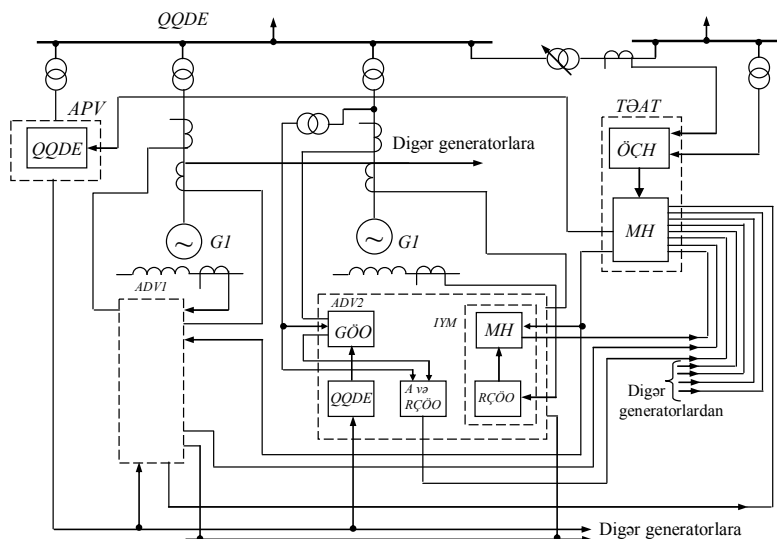 QQDE
APV
QQDE
TƏAT
ÖÇH
MH
Digər generatorlara
~
G1
~
G1
ADV1
ADV2
GÖO
IYM
MH
QQDE
A və
RÇÖO
RÇÖO
Digər
generatorlardan
Digər generatorlara